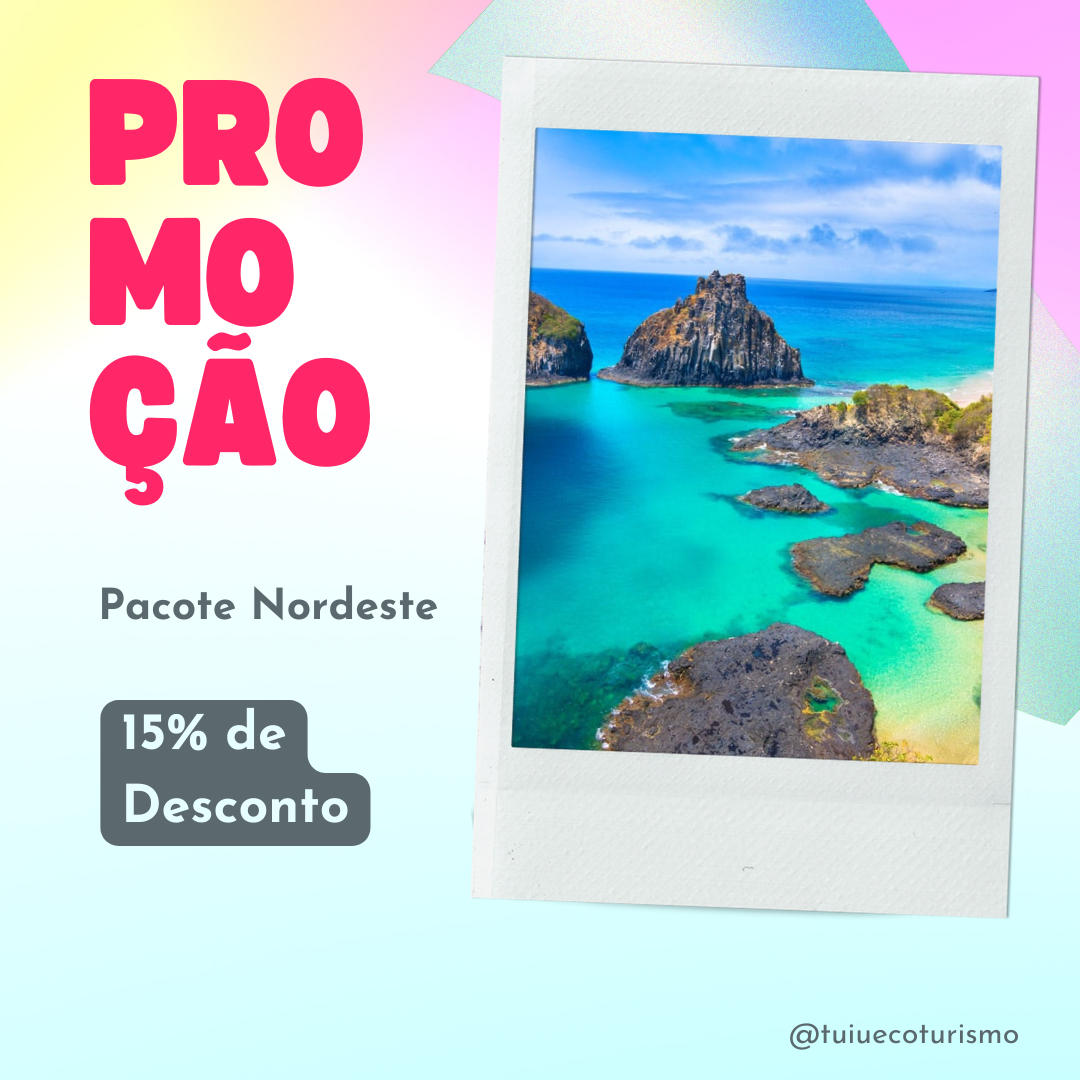 PRO
MO
ÇÃO
Pacote Nordeste
15% de
Desconto
@tuiuecoturismo